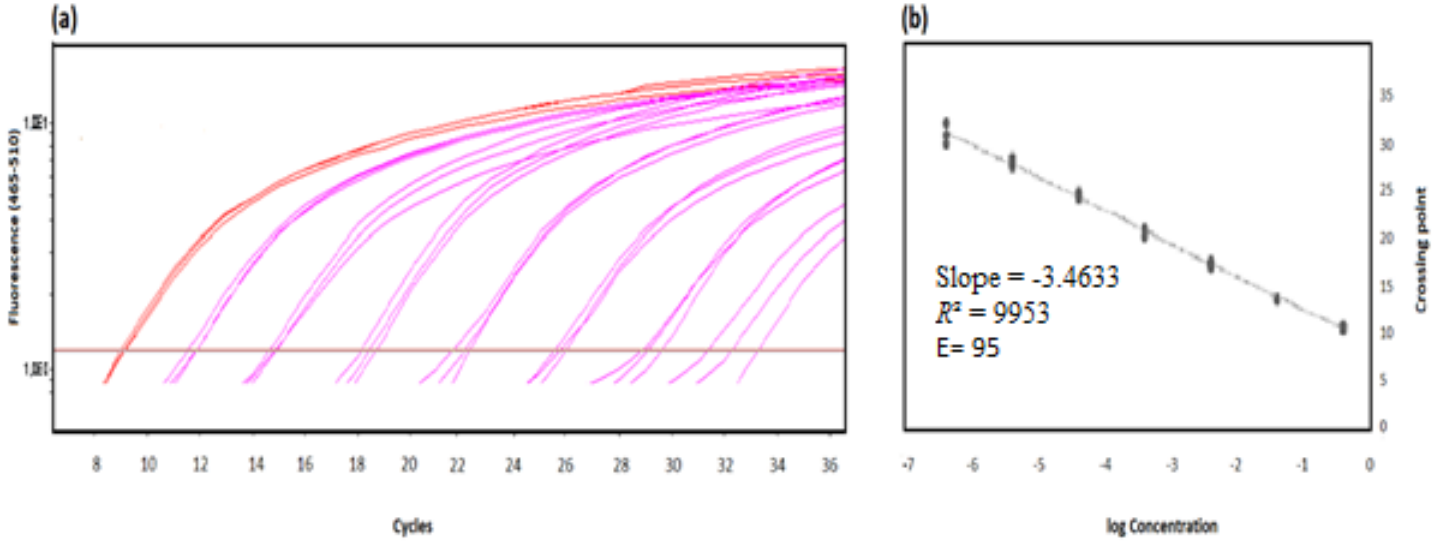 (a)
Fluorescence (465-510)
8 10 12 14 16 18 20 22 24 26 28 30 32 34 36
Cycles
(b)
Slope = -3.4633
R² = 9953
E= 95
35
30
25
20
15
10
5
0
Crossing point
-7 -6 -5 -4 -3 -2 -1 0
log Concentration